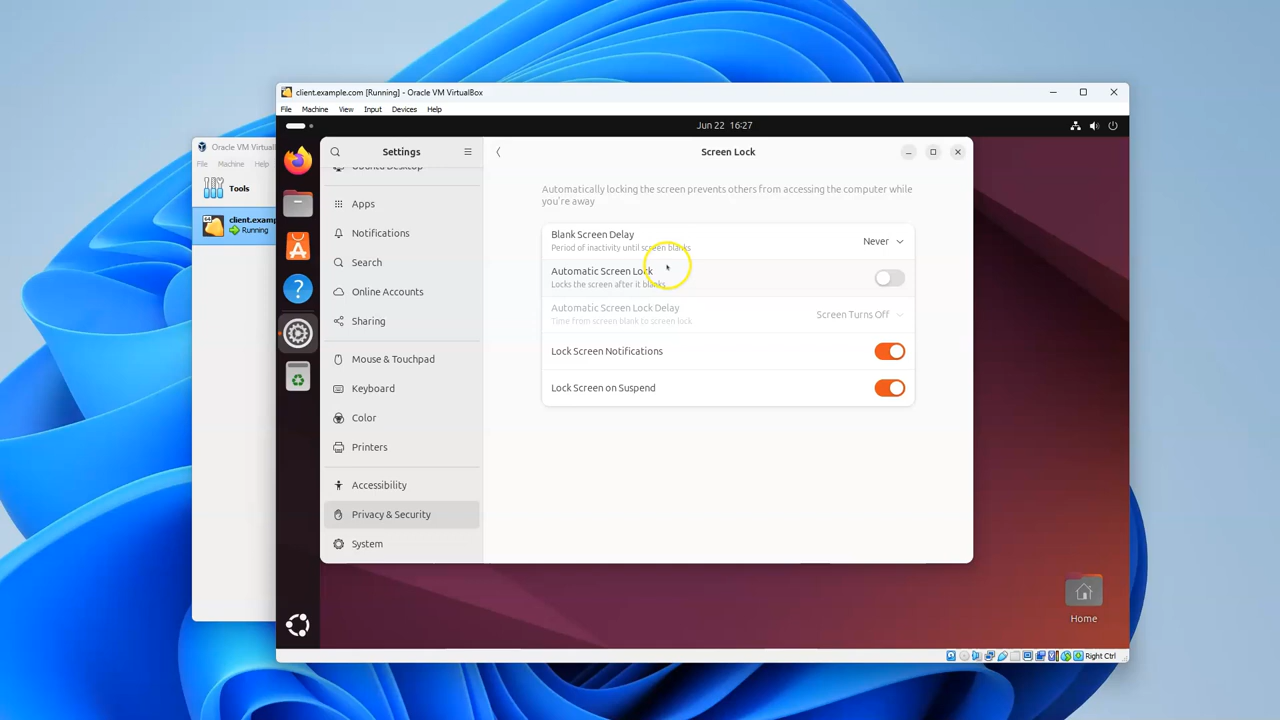 client.example.com [Running] - Oracle VM VirtualBox
File Machine View Input Devices Help
Jun 22 16:27
Oracle VM VirtualB
File Machine Help
Tools
64
client.exam
Running
Settings
Ubuntu Desktop
Apps
Notifications
Search
Online Accounts
Sharing
Mouse & Touchpad
Keyboard
Color
Printers
Accessibility
Privacy & Security
System
Screen Lock
Automatically locking the screen prevents others from accessing the computer while
you're away
Blank Screen Delay
Period of inactivity until screen blanks
Never
Automatic Screen Lock
Locks the screen after it blanks
Automatic Screen Lock Delay
Time from screen blank to screen lock
Screen Turns Off
Lock Screen Notifications
Lock Screen on Suspend
Home
Right Ctrl